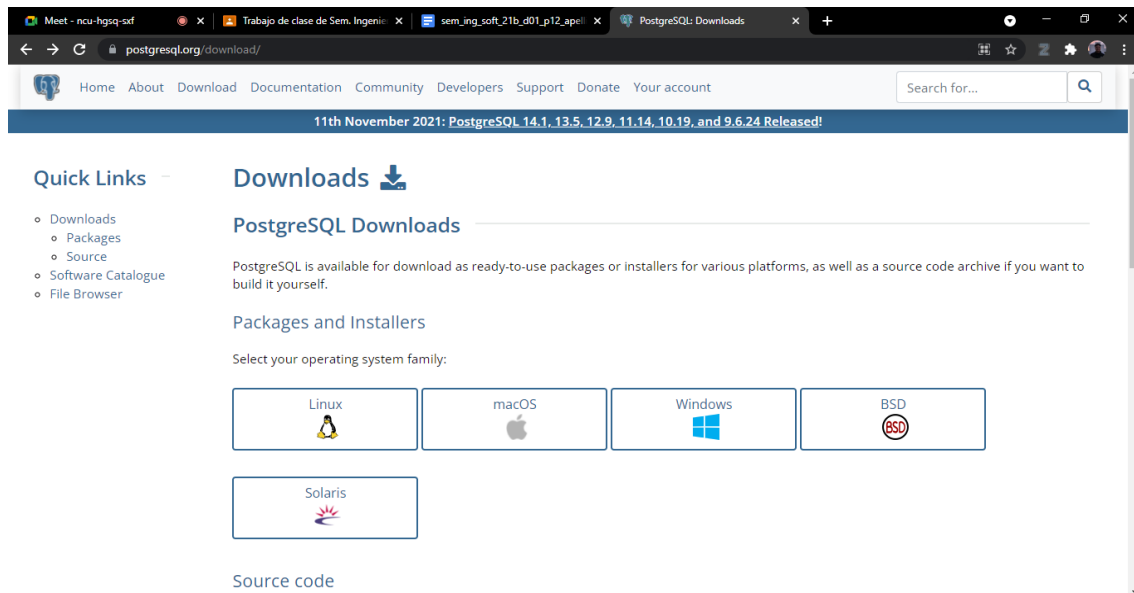 Meet - ncu-hgsq-sxf
Trabajo de clase de Sem. Ingenie
sem_ing_soft_21b_d01_p12_apell
PostgreSQL: Downloads
postgresql.org/download/
Home About Download Documentation Community Developers Support Donate Your account
Search for...
11th November 2021: PostgreSQL 14.1, 13.5, 12.9, 11.14, 10.19, and 9.6.24 Released!
Quick Links
Downloads
Packages
Source
Software Catalogue
File Browser
Downloads
PostgreSQL Downloads
PostgreSQL is available for download as ready-to-use packages or installers for various platforms, as well as a source code archive if you want to
build it yourself.
Packages and Installers
Select your operating system family:
Linux
macOS
Windows
BSD
BSD
Solaris
Source code